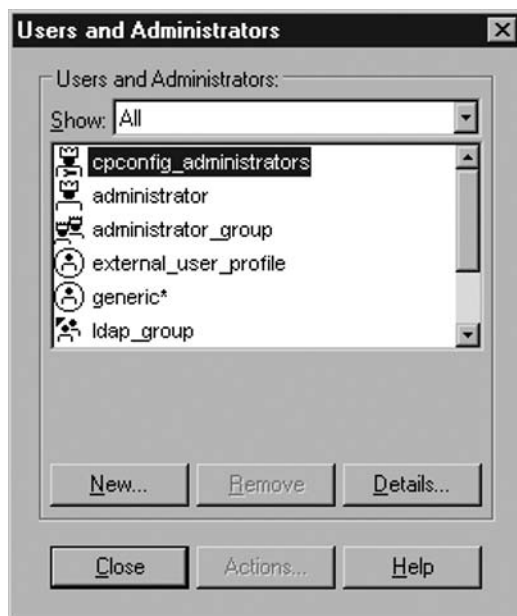 Users and Administrators
Users and Administrators:
Show: All
cpconfig_administrators
administrator
administrator_group
external_user_profile
generic*
ldap_group
New... Remove Details...
Close Actions... Help